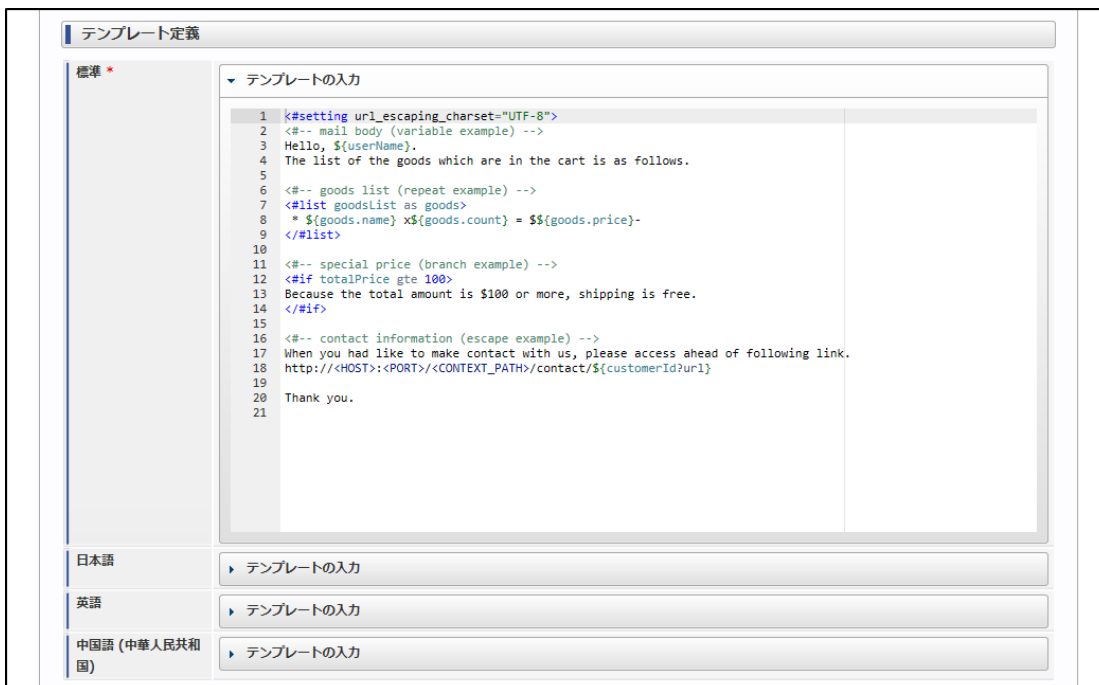 テンプレート定義
標準 *
テンプレートの入力
1 <#setting url_escaping_charset="UTF-8">
2 <#-- mail body (variable example) -->
3 Hello, ${userName}.
4 The list of the goods which are in the cart is as follows.
5
6 <#-- goods list (repeat example) -->
7 <#list goodsList as goods>
8  * ${goods.name} x${goods.count} = $${goods.price}-
9 </#list>
10
11 <#-- special price (branch example) -->
12 <#if totalPrice gte 100>
13 Because the total amount is $100 or more, shipping is free.
14 </#if>
15
16 <#-- contact information (escape example) -->
17 When you had like to make contact with us, please access ahead of following link.
18 http://<HOST>:<PORT>/<CONTEXT_PATH>/contact/${customerId?url}
19
20 Thank you.
21
日本語
テンプレートの入力
英語
テンプレートの入力
中国語 (中華人民共和
国)
テンプレートの入力